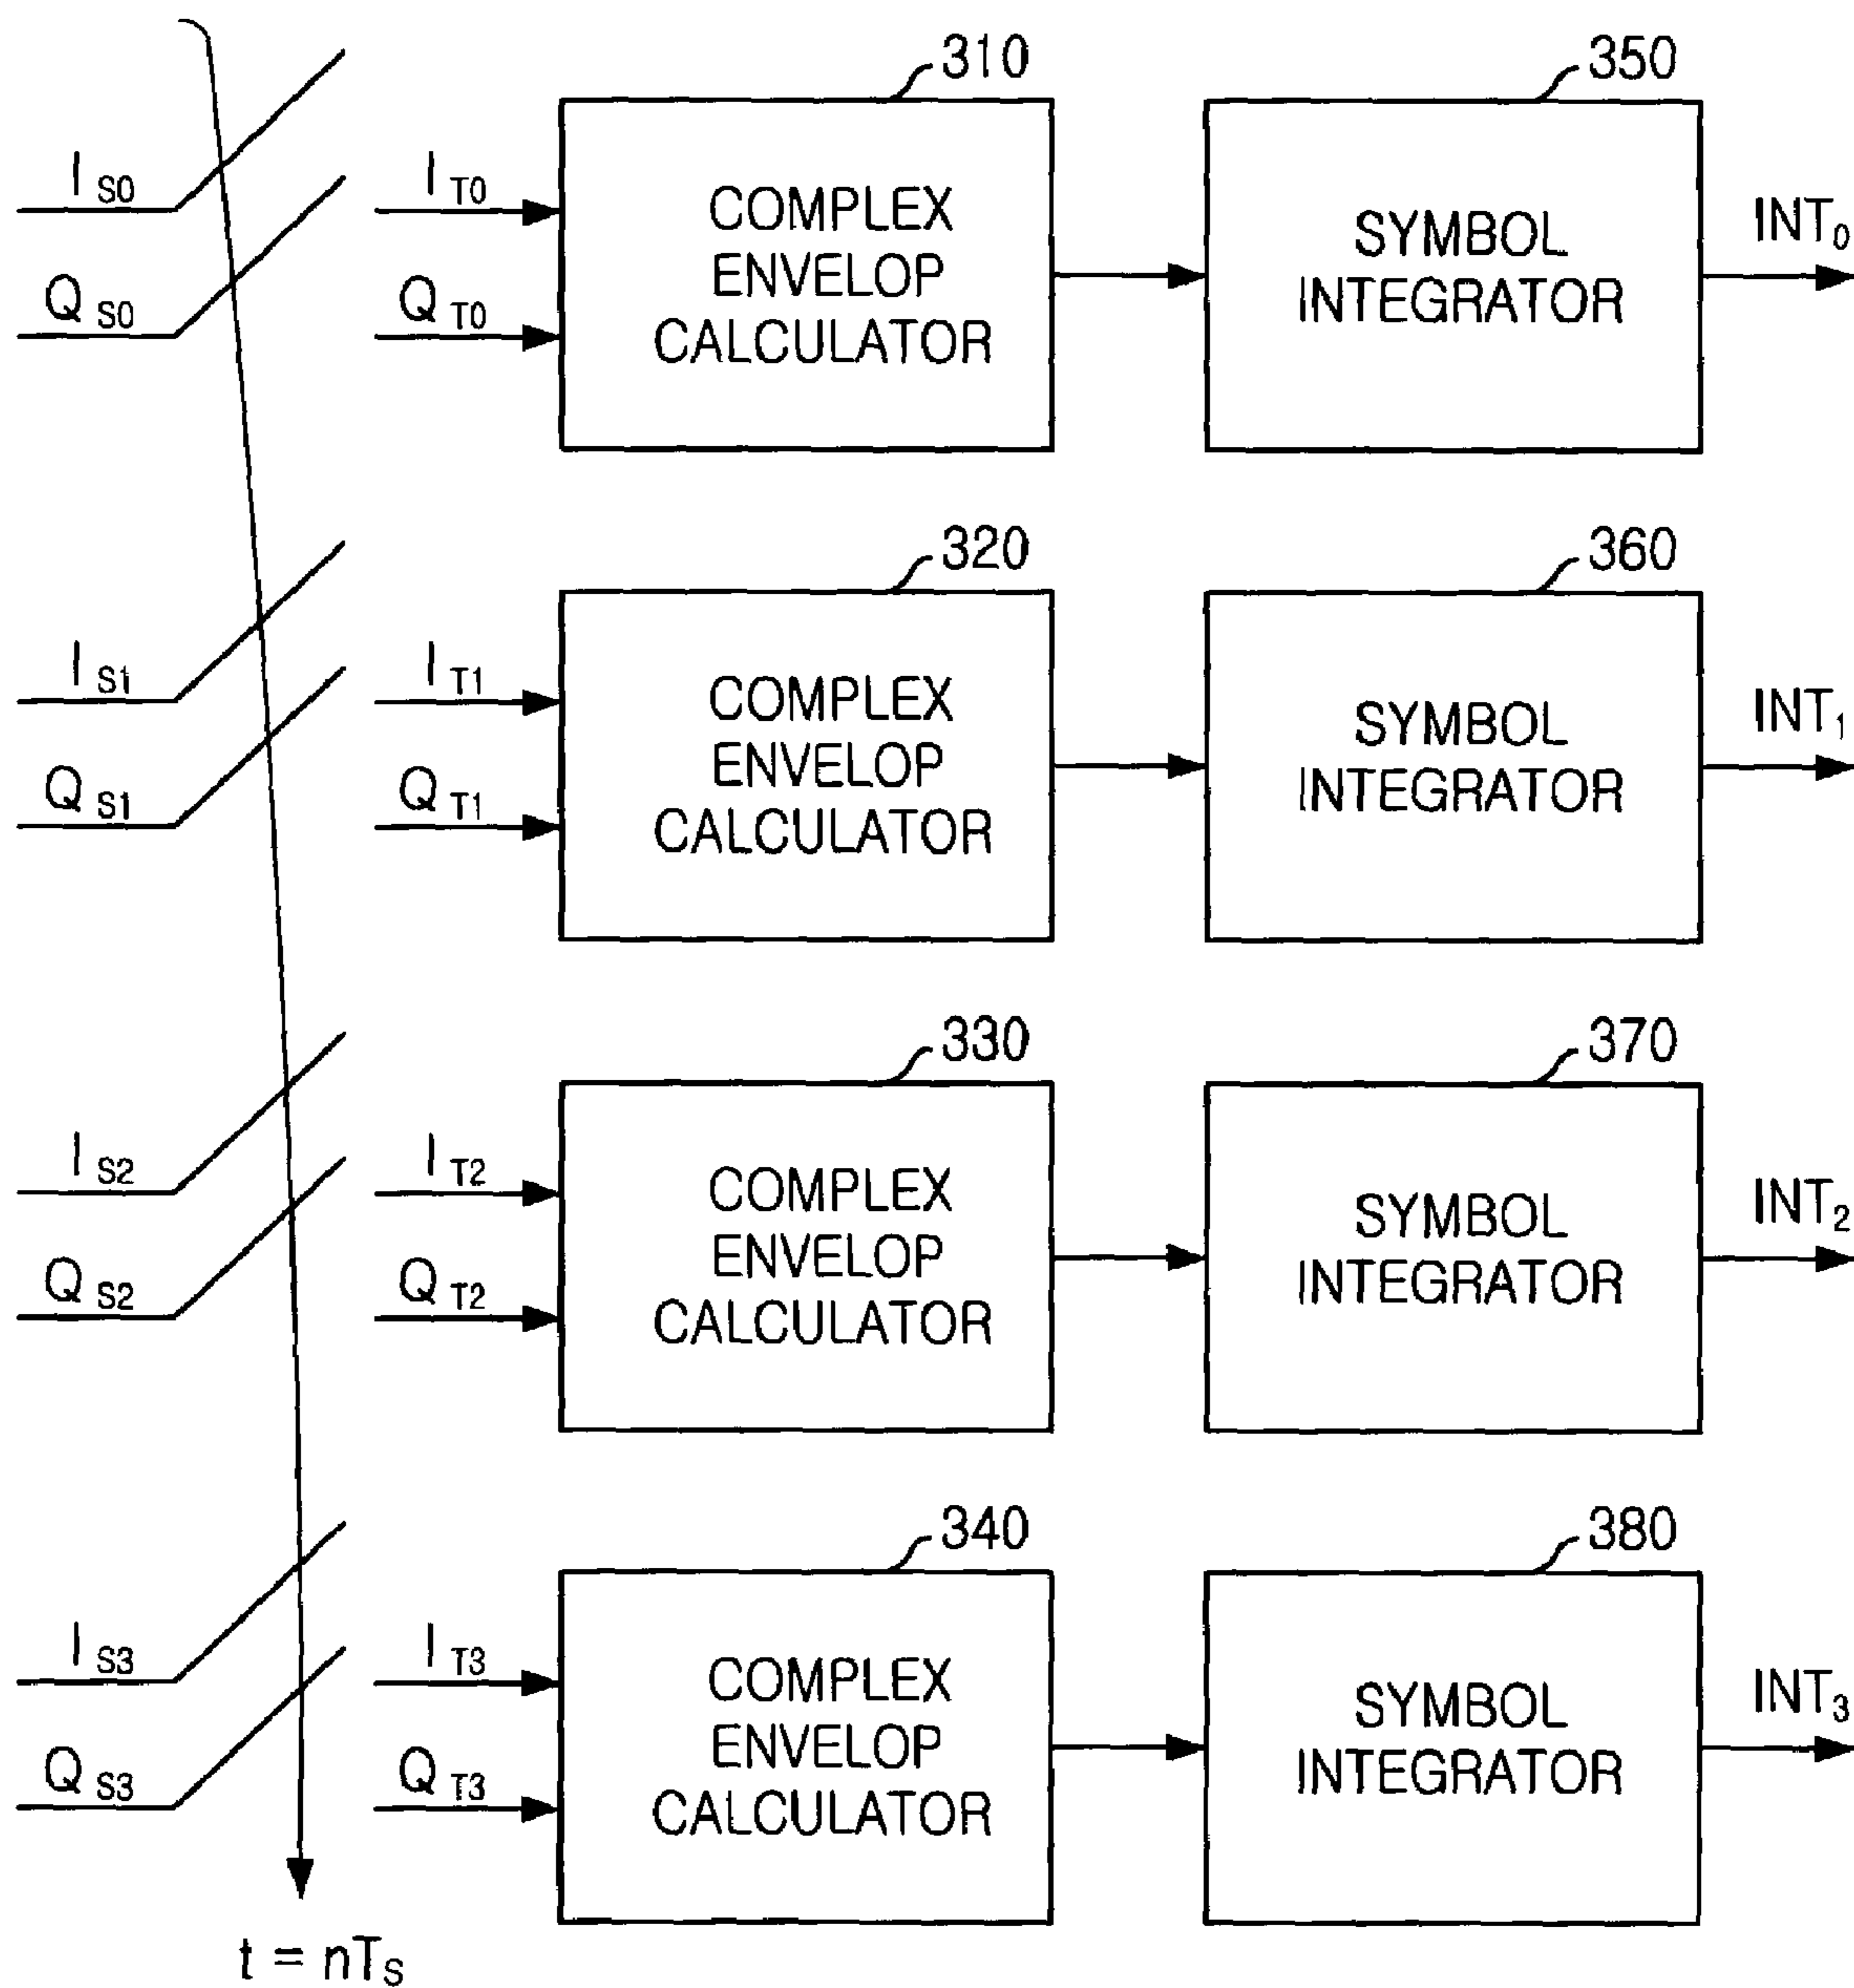 310
350
I S0
I T0
COMPLEX
ENVELOP
CALCULATOR
SYMBOL
INTEGRATOR
INT0
Q S0
Q T0
320
360
I S1
I T1
COMPLEX
ENVELOP
CALCULATOR
SYMBOL
INTEGRATOR
INT1
Q S1
Q T1
330
370
I S2
I T2
COMPLEX
ENVELOP
CALCULATOR
SYMBOL
INTEGRATOR
INT2
Q S2
Q T2
340
380
I S3
I T3
COMPLEX
ENVELOP
CALCULATOR
SYMBOL
INTEGRATOR
INT3
Q S3
Q T3
t = nTS